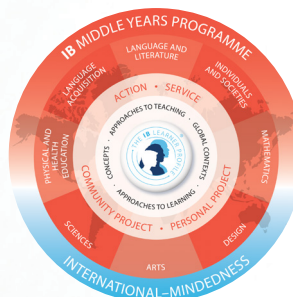 IB MIDDLE YEARS PROGRAMME
LANGUAGE AND
LITERATURE
LANGUAGE
ACQUISITION
INDIVIDUALS
AND SOCIETIES
PHYSICAL AND
HEALTH
EDUCATION
MATHEMATICS
SCIENCES
DESIGN
ARTS
ACTION • SERVICE
COMMUNITY PROJECT • PERSONAL PROJECT
APPROACHES TO TEACHING
CONCEPTS
GLOBAL CONTEXTS
APPROACHES TO LEARNING
THE IB LEARNER PROFILE
INTERNATIONAL–MINDEDNESS